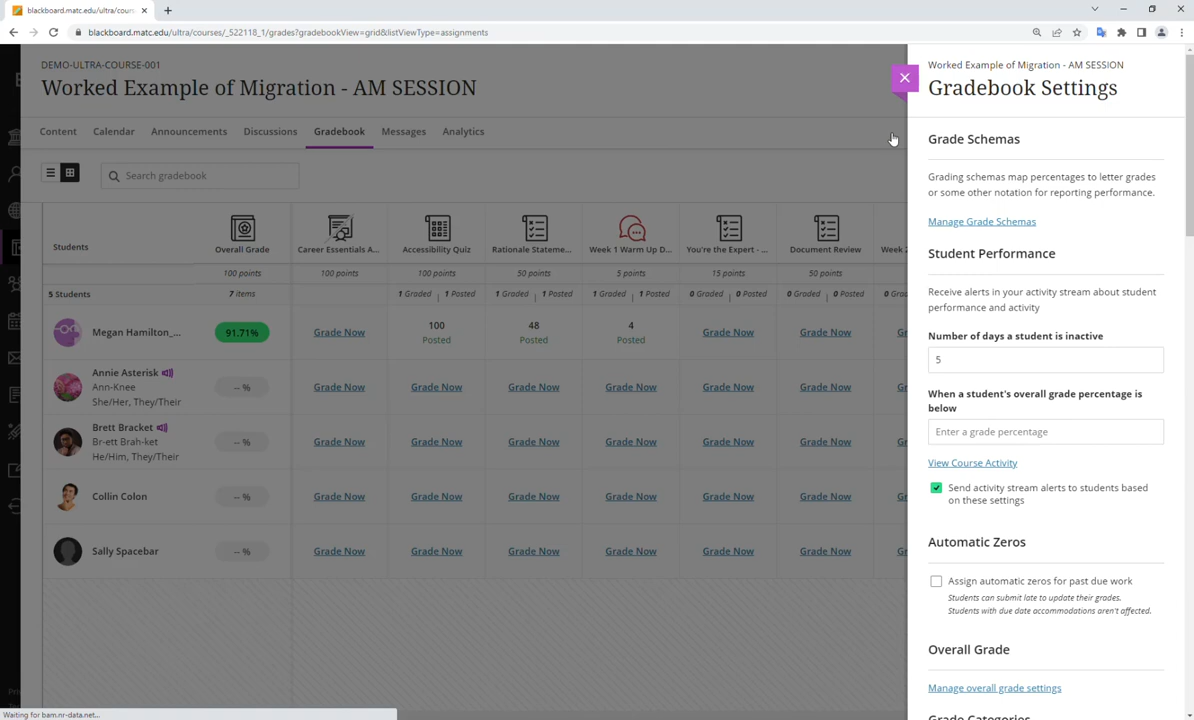 blackboard.matc.edu/ultra/cours
blackboard.matc.edu/ultra/courses/_522118_1/grades?gradebookView=grid&listViewType=assignments
DEMO-ULTRA-COURSE-001
Worked Example of Migration - AM SESSION
Content Calendar Announcements Discussions Gradebook Messages Analytics
Search gradebook
Students Overall Grade Career Essentials A... Accessibility Quiz Rationale Stateme... Week 1 Warm Up D... You're the Expert - ... Document Review Week 2
100 points 100 points 100 points 50 points 5 points 15 points 50 points
5 Students 7 items 1 Graded | 1 Posted 1 Graded | 1 Posted 1 Graded | 1 Posted 0 Graded | 0 Posted 0 Graded | 0 Posted 0 Grad
Megan Hamilton_... 91.71% Grade Now 100 Posted 48 Posted 4 Posted Grade Now Grade Now Gra
Annie Asterisk -- % Grade Now Grade Now Grade Now Grade Now Grade Now Grade Now Gra
Ann-Knee
She/Her, They/Their
Brett Bracket -- % Grade Now Grade Now Grade Now Grade Now Grade Now Grade Now Gra
Br-ett Brah-ket
He/Him, They/Their
Collin Colon -- % Grade Now Grade Now Grade Now Grade Now Grade Now Grade Now Gra
Sally Spacebar -- % Grade Now Grade Now Grade Now Grade Now Grade Now Grade Now Gra
Waiting for bam.nr-data.net...
Worked Example of Migration - AM SESSION
Gradebook Settings
Grade Schemas
Grading schemas map percentages to letter grades
or some other notation for reporting performance.
Manage Grade Schemas
Student Performance
Receive alerts in your activity stream about student
performance and activity
Number of days a student is inactive
5
When a student's overall grade percentage is
below
Enter a grade percentage
View Course Activity
Send activity stream alerts to students based
on these settings
Automatic Zeros
Assign automatic zeros for past due work
Students can submit late to update their grades.
Students with due date accommodations aren't affected.
Overall Grade
Manage overall grade settings
Grade Categories